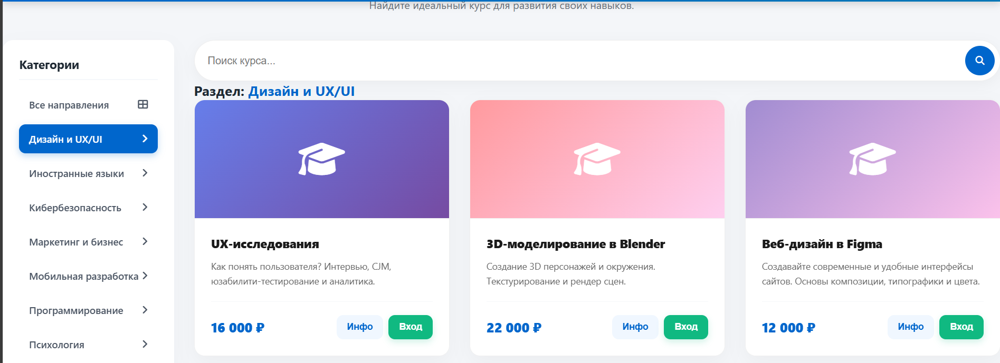 Найдите идеальный курс для развития своих навыков.
Категории
Все направления
Дизайн и UX/UI
Иностранные языки
Кибербезопасность
Маркетинг и бизнес
Мобильная разработка
Программирование
Психология
Поиск курса...
Раздел: Дизайн и UX/UI
UX-исследования
Как понять пользователя? Интервью, CJM,
юзабилити-тестирование и аналитика.
16 000 ₽
Инфо
Вход
3D-моделирование в Blender
Создание 3D персонажей и окружения.
Текстурирование и рендер сцен.
22 000 ₽
Инфо
Вход
Веб-дизайн в Figma
Создавайте современные и удобные интерфейсы
сайтов. Основы композиции, типографики и цвета.
12 000 ₽
Инфо
Вход